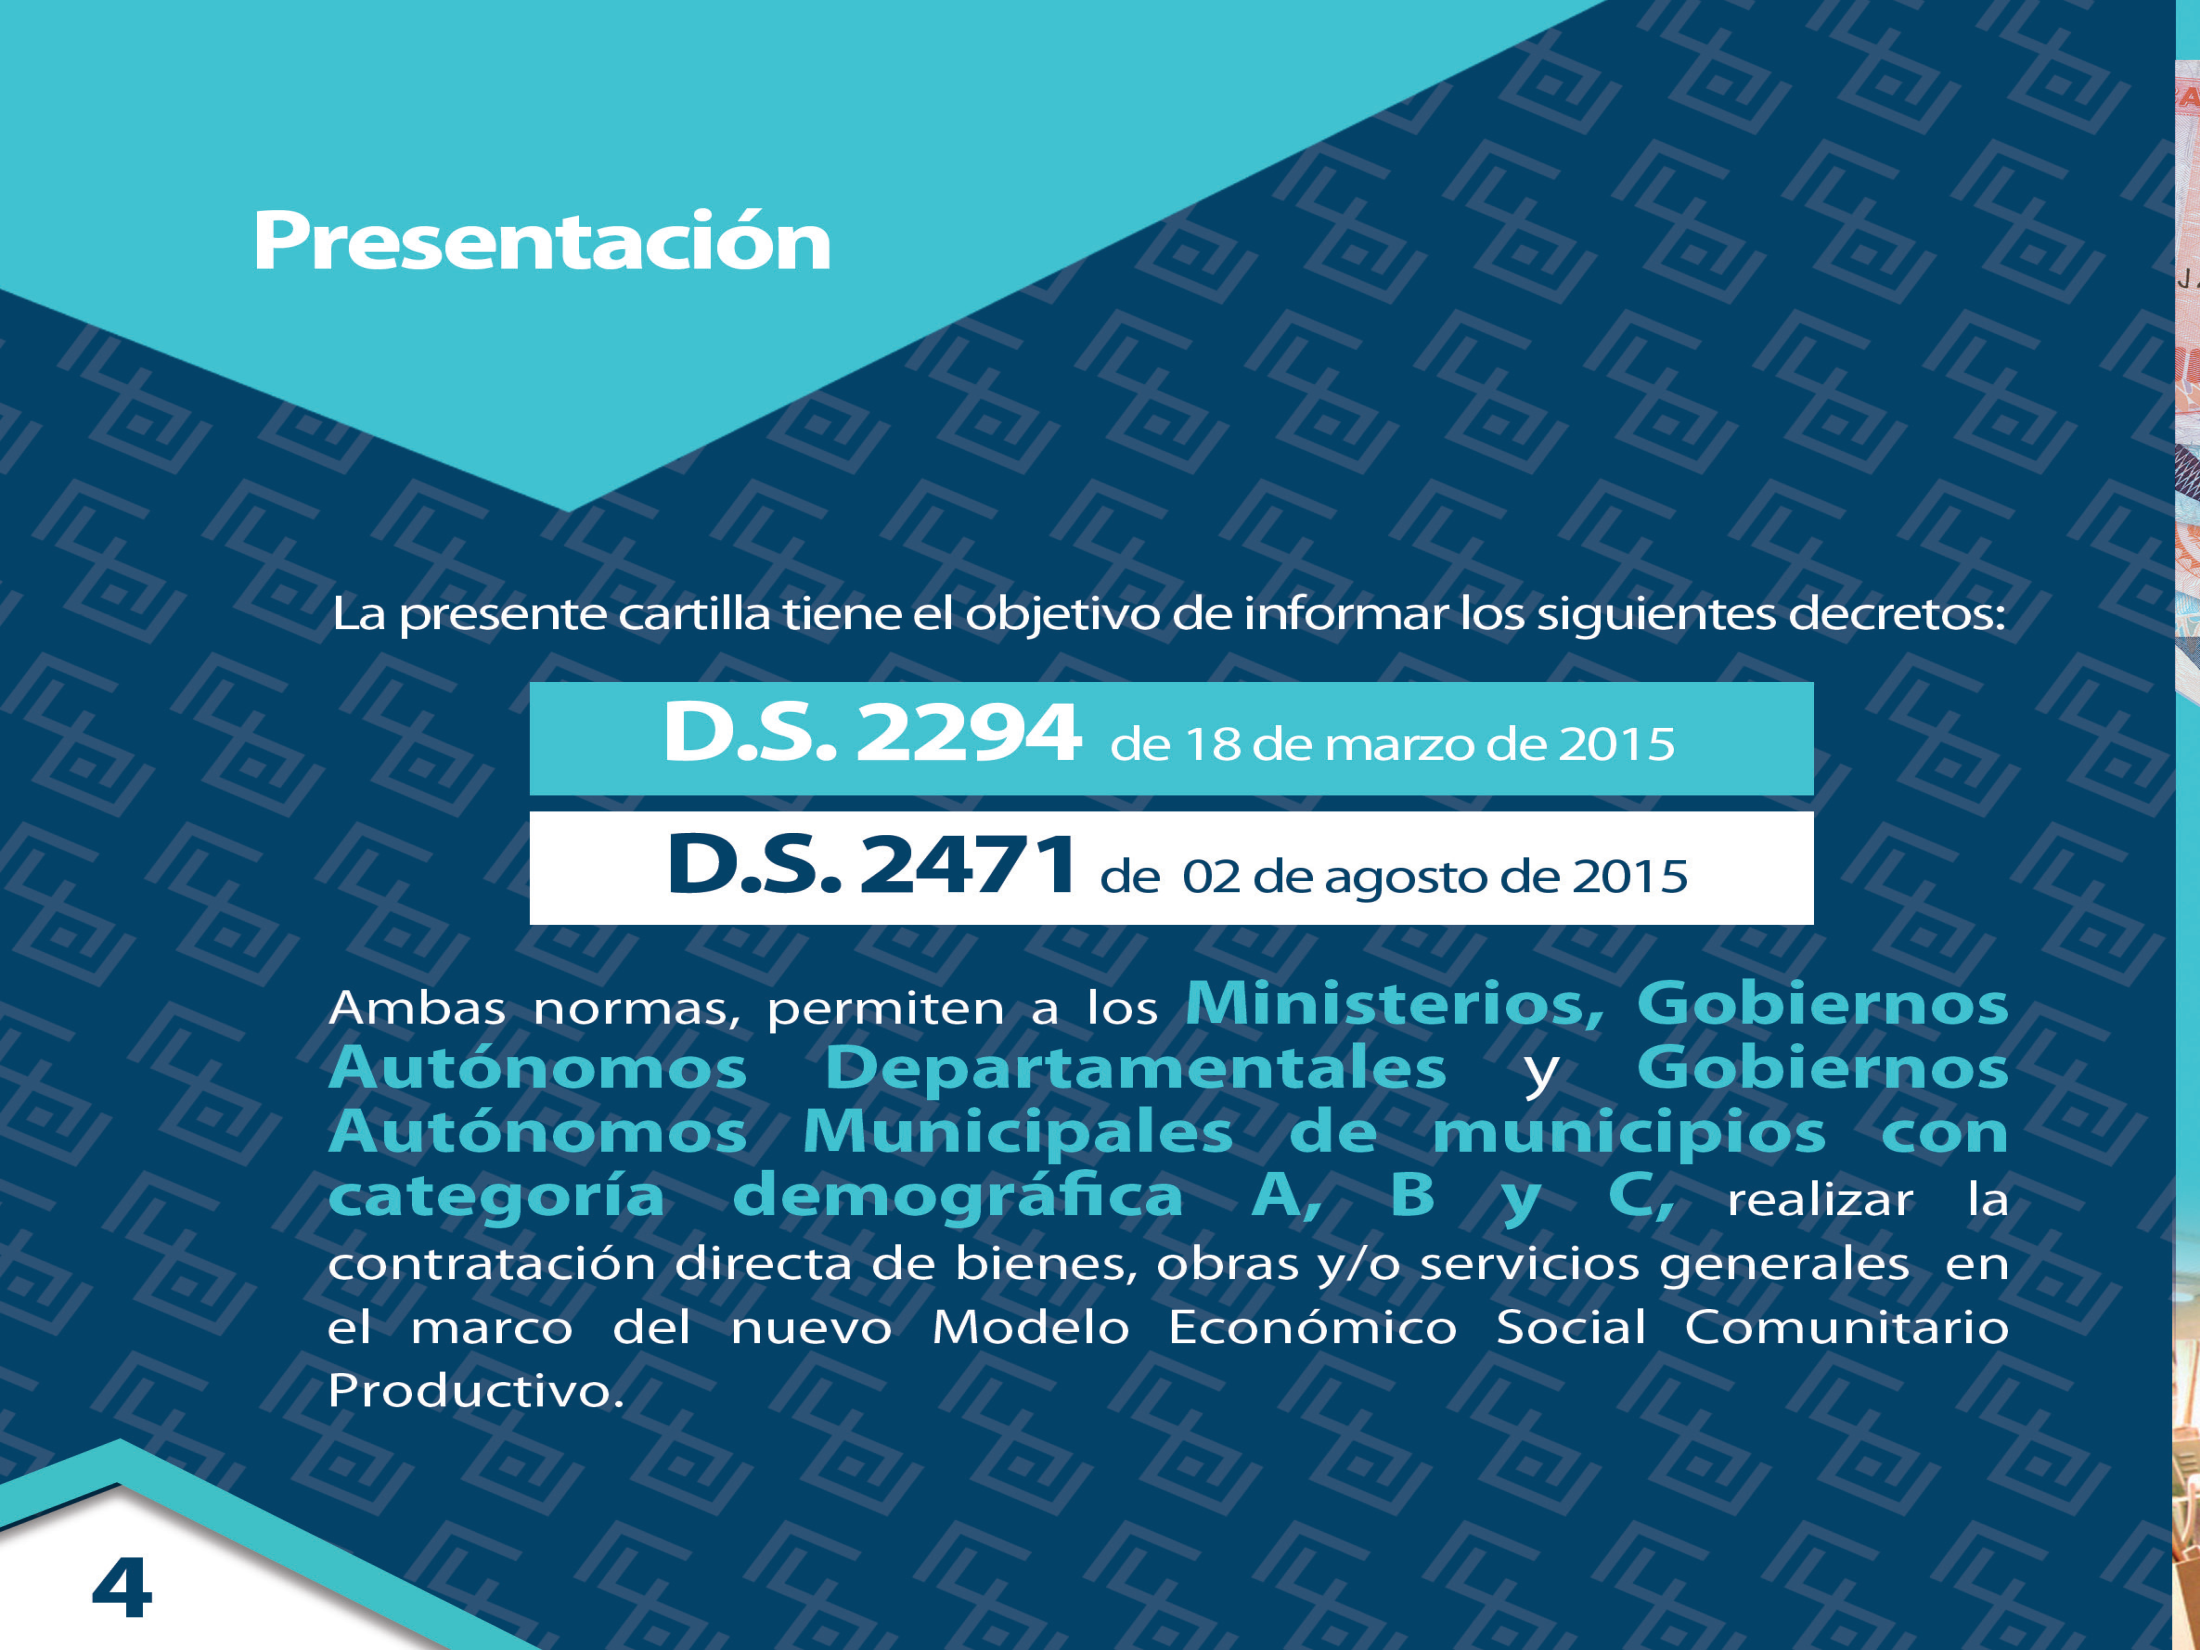 Presentación
La presente cartilla tiene el objetivo de informar los siguientes decretos:
D.S. 2294 de 18 de marzo de 2015
D.S. 2471 de 02 de agosto de 2015
Ambas normas, permiten a los Ministerios, Gobiernos
Autónomos Departamentales y Gobiernos
Autónomos Municipales de municipios con
categoría demográfica A, B y C, realizar la
contratación directa de bienes, obras y/o servicios generales en
el marco del nuevo Modelo Económico Social Comunitario
Productivo.
4